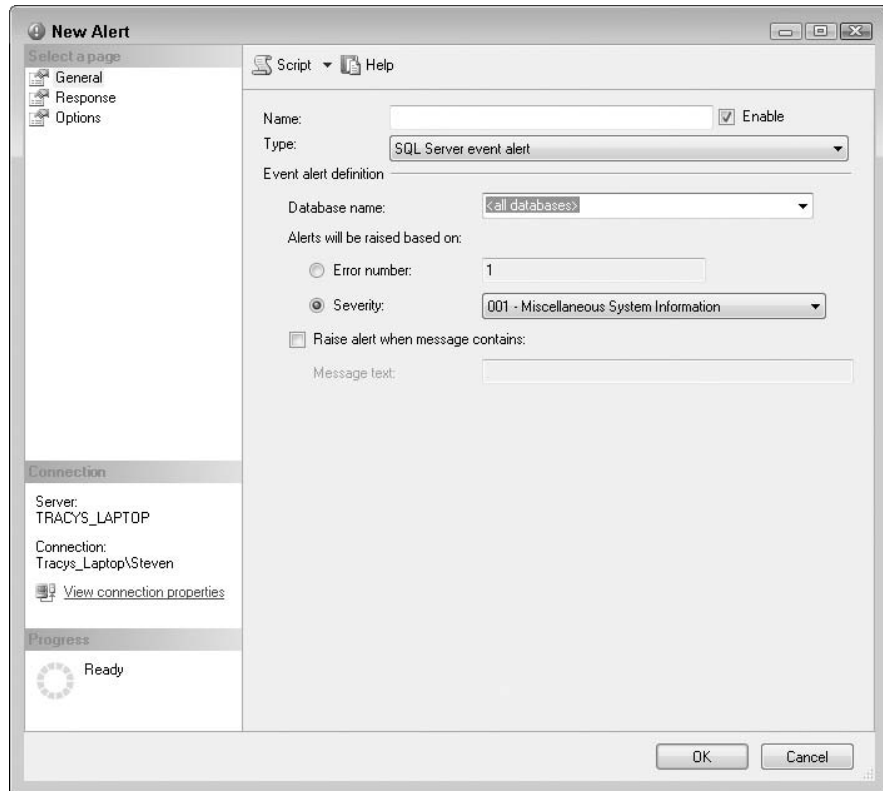 New Alert
Select a page
General
Response
Options
Script
Help
Name:
Enable
Type:
SQL Server event alert
Event alert definition
Database name:
<all databases>
Alerts will be raised based on:
Error number:
1
Severity:
001 - Miscellaneous System Information
Raise alert when message contains:
Message text:
Connection
Server:
TRACYS_LAPTOP
Connection:
Tracys_Laptop\Steven
View connection properties
Progress
Ready
OK
Cancel